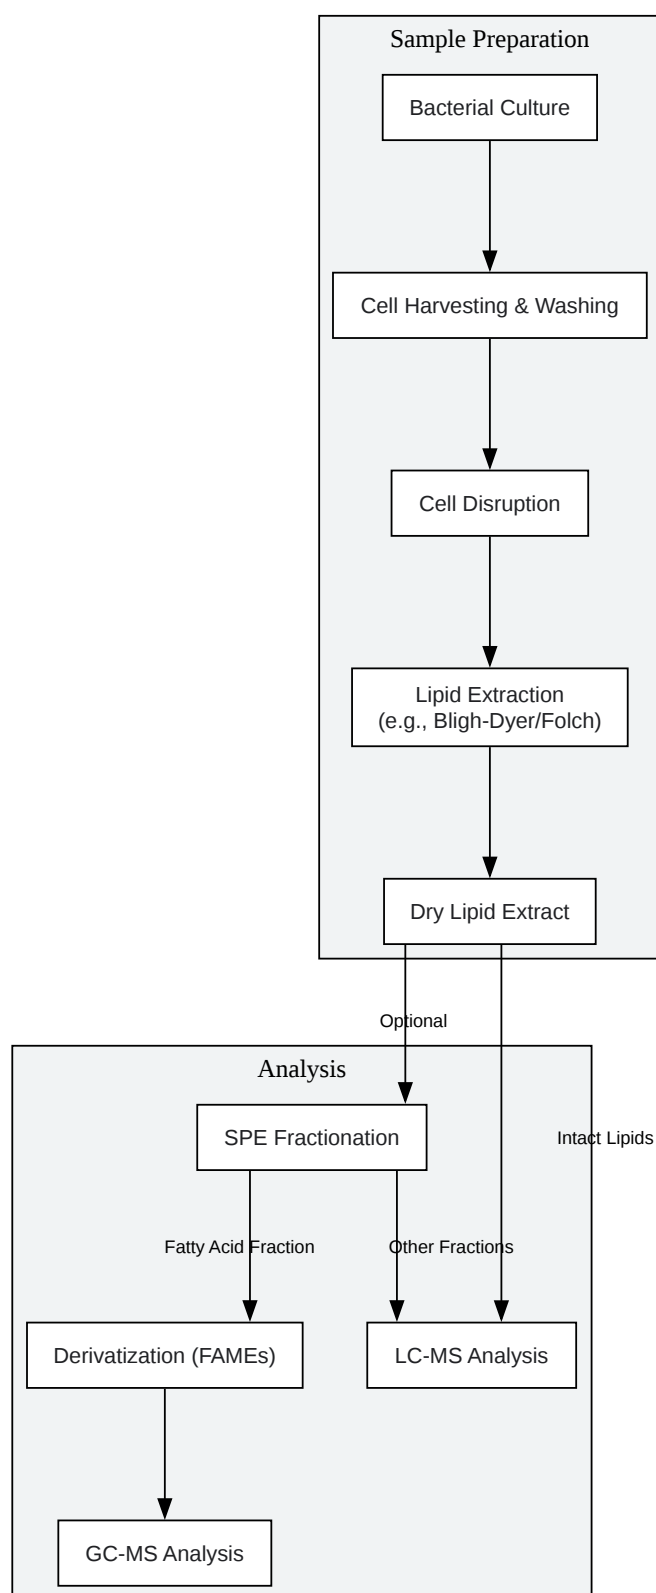 Sample Preparation
Bacterial Culture
Cell Harvesting & Washing
Cell Disruption
Lipid Extraction
(e.g., Bligh-Dyer/Folch)
Dry Lipid Extract
Optional
Analysis
SPE Fractionation
Intact Lipids
Fatty Acid Fraction
Other Fractions
Derivatization (FAMEs)
LC-MS Analysis
GC-MS Analysis